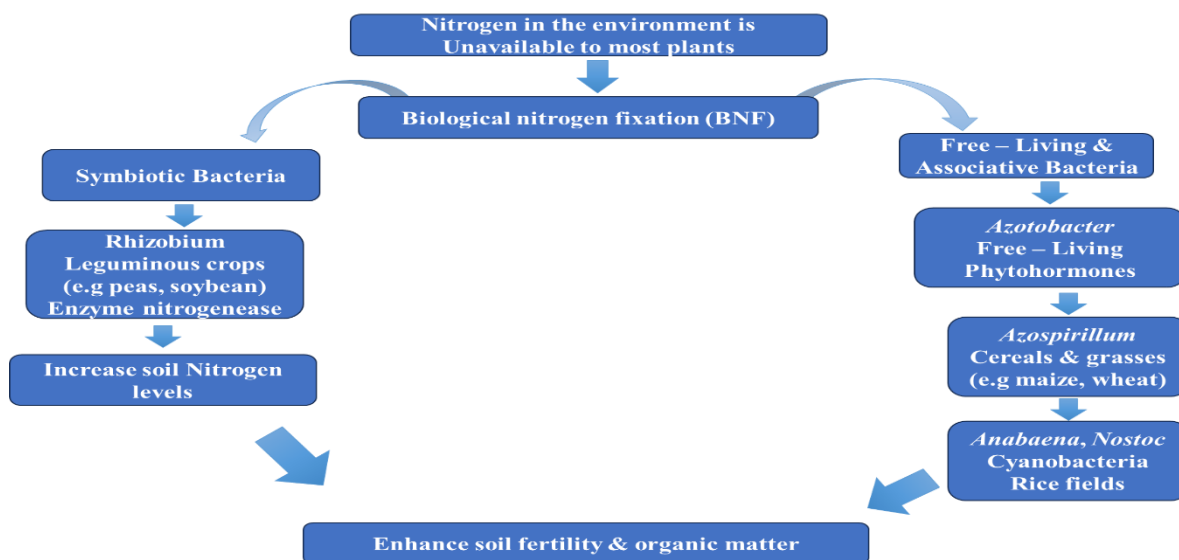 Nitrogen in the environment is
Unavailable to most plants
Biological nitrogen fixation (BNF)
Symbiotic Bacteria
Rhizobium
Leguminous crops
(e.g peas, soybean)
Enzyme nitrogenease
Increase soil Nitrogen
levels
Free – Living &
Associative Bacteria
Azotobacter
Free – Living
Phytohormones
Azospirillum
Cereals & grasses
(e.g maize, wheat)
Anabaena, Nostoc
Cyanobacteria
Rice fields
Enhance soil fertility & organic matter